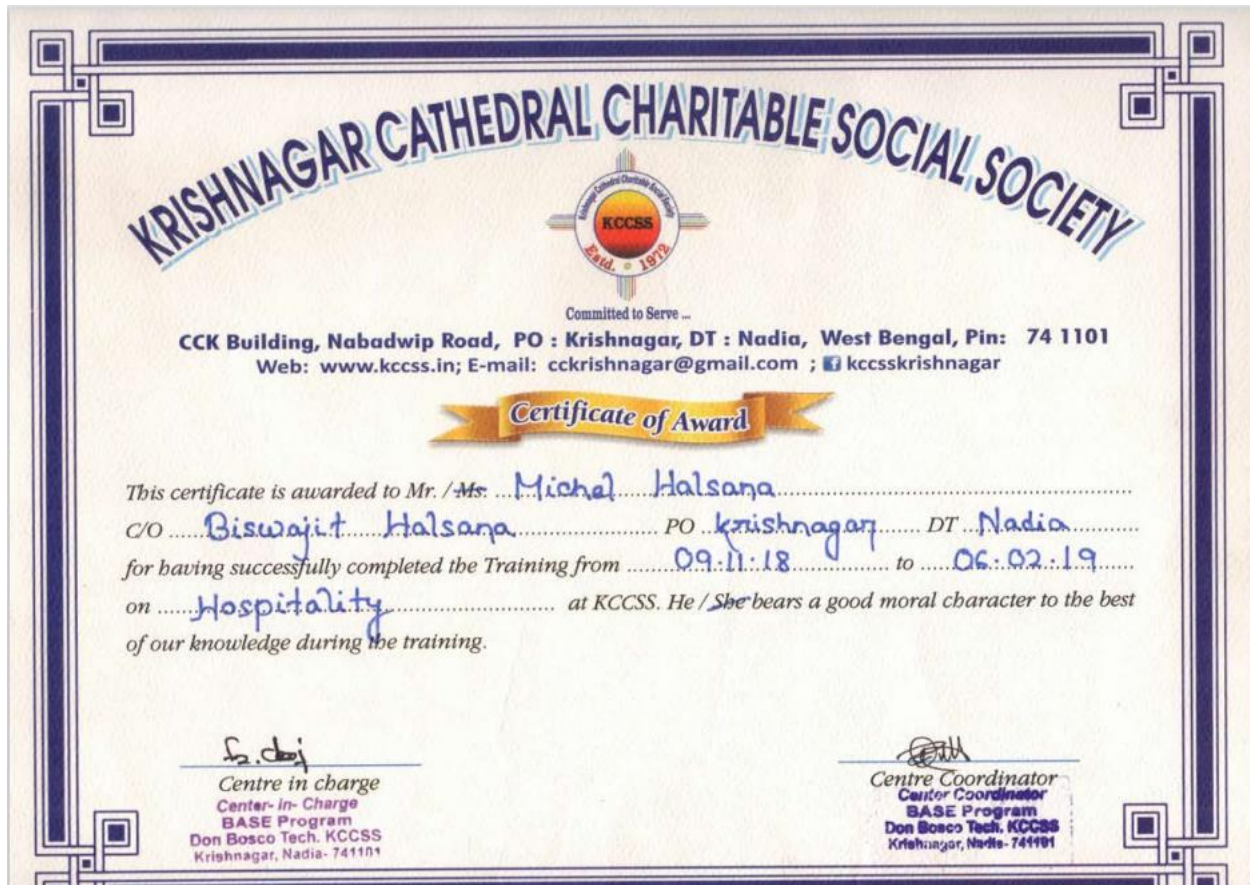 KRISHNAGAR CATHEDRAL CHARITABLE SOCIAL SOCIETY
Krishnagar Cathedral Charitable Social Society
KCCSS
Estd. 1972
Committed to Serve ...
CCK Building, Nabadwip Road, PO : Krishnagar, DT : Nadia, West Bengal, Pin: 74 1101
Web: www.kccss.in; E-mail: cckrishnagar@gmail.com ; kccsskrishnagar
Certificate of Award
This certificate is awarded to Mr. / Ms. Michel Halsana
C/O Biswajit Halsana PO Krishnagar DT Nadia
for having successfully completed the Training from 09.11.18 to 06.02.19
on Hospitality at KCCSS. He / She bears a good moral character to the best
of our knowledge during the training.
Centre in charge
Center- In- Charge
BASE Program
Don Bosco Tech. KCCSS
Krishnagar, Nadia- 741101
Centre Coordinator
Center Coordinator
BASE Program
Don Bosco Tech. KCCSS
Krishnagar, Nadia- 741101